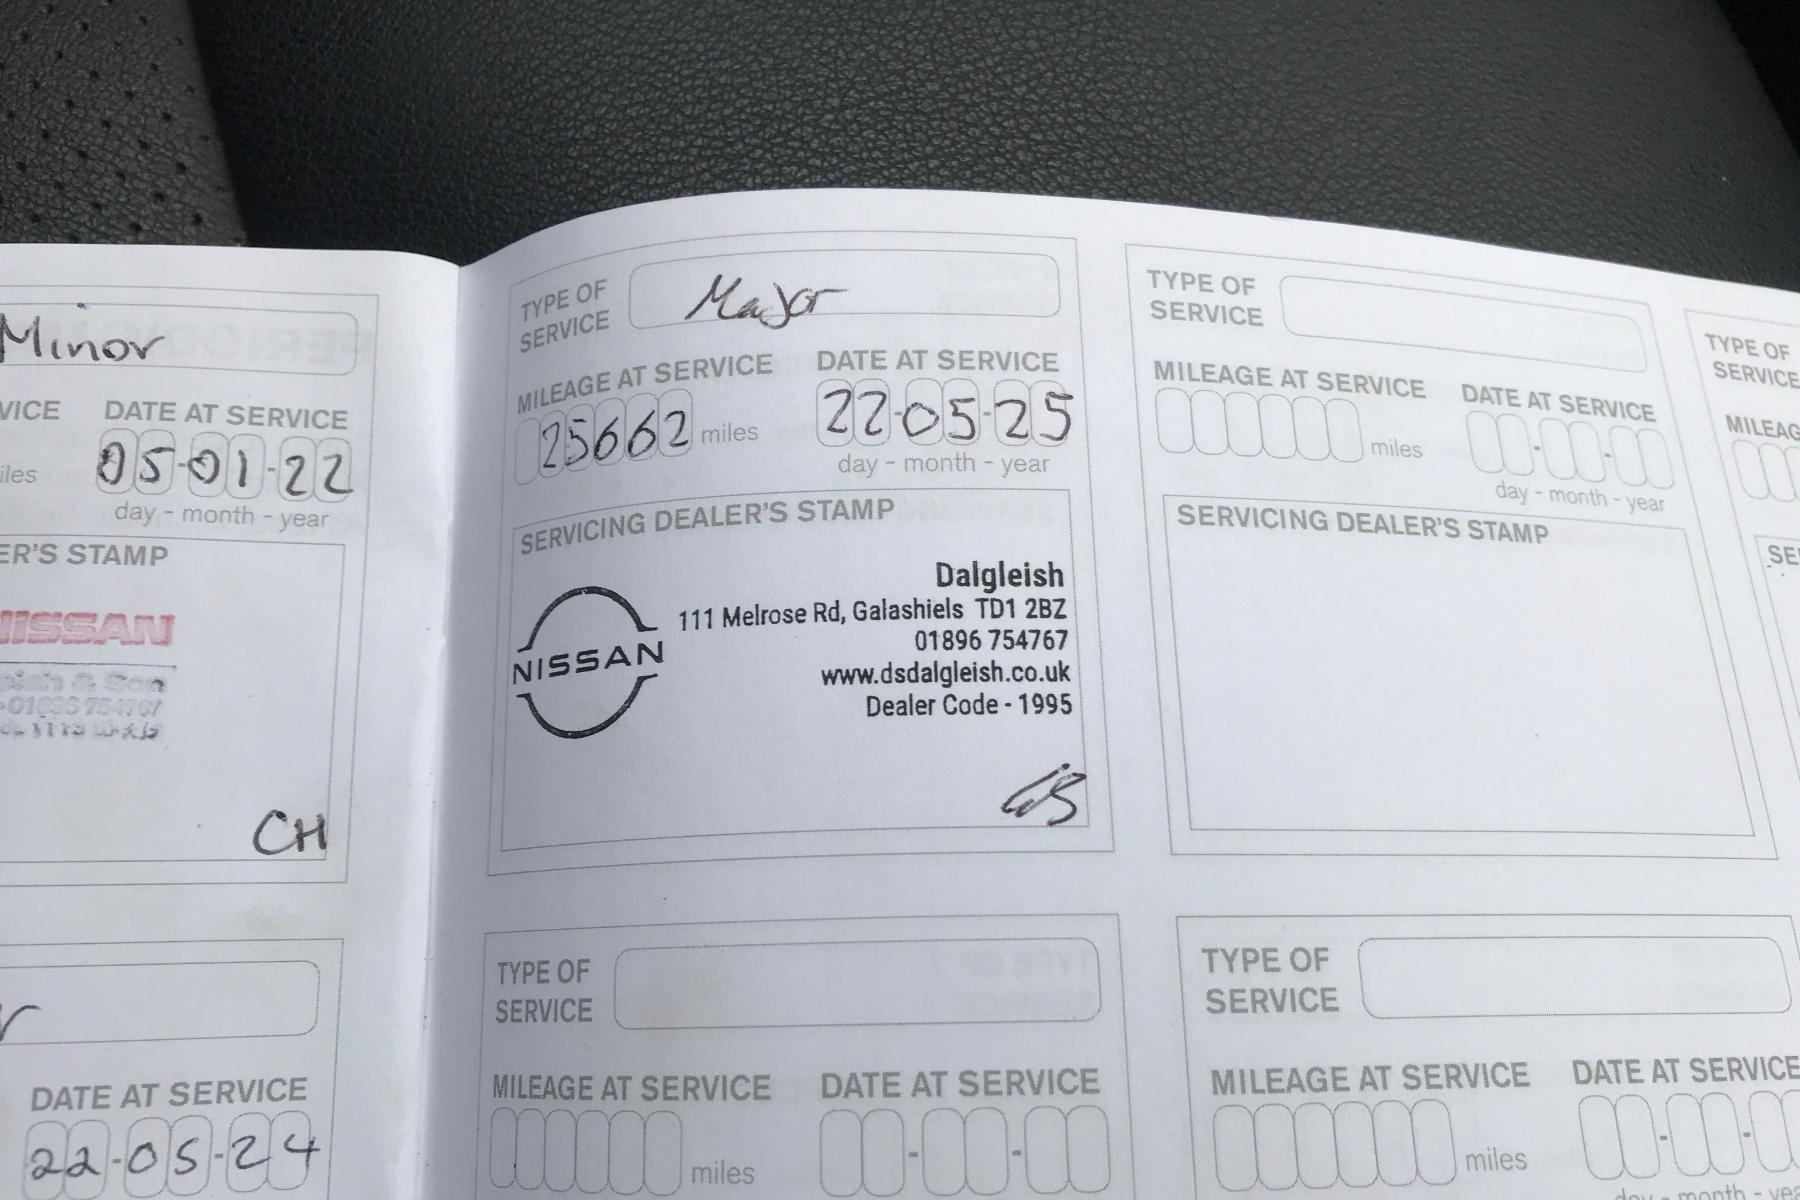 Minor
VICE DATE AT SERVICE
iles 05-01-22
day - month - year
ER'S STAMP
NISSAN
& Son
01896 754767
CH
DATE AT SERVICE
22-05-24
TYPE OF
SERVICE
Major
MILEAGE AT SERVICE DATE AT SERVICE
25662 miles 22-05-25
day - month - year
SERVICING DEALER'S STAMP
NISSAN
Dalgleish
111 Melrose Rd, Galashiels TD1 2BZ
01896 754767
www.dsdalgleish.co.uk
Dealer Code - 1995
TYPE OF
SERVICE
MILEAGE AT SERVICE DATE AT SERVICE
miles - -
day - month - year
SERVICING DEALER'S STAMP
TYPE OF
SERVICE
MILEAG
SE
TYPE OF
SERVICE
MILEAGE AT SERVICE DATE AT SERVICE
miles - -
TYPE OF
SERVICE
MILEAGE AT SERVICE DATE AT SERVICE
miles - -